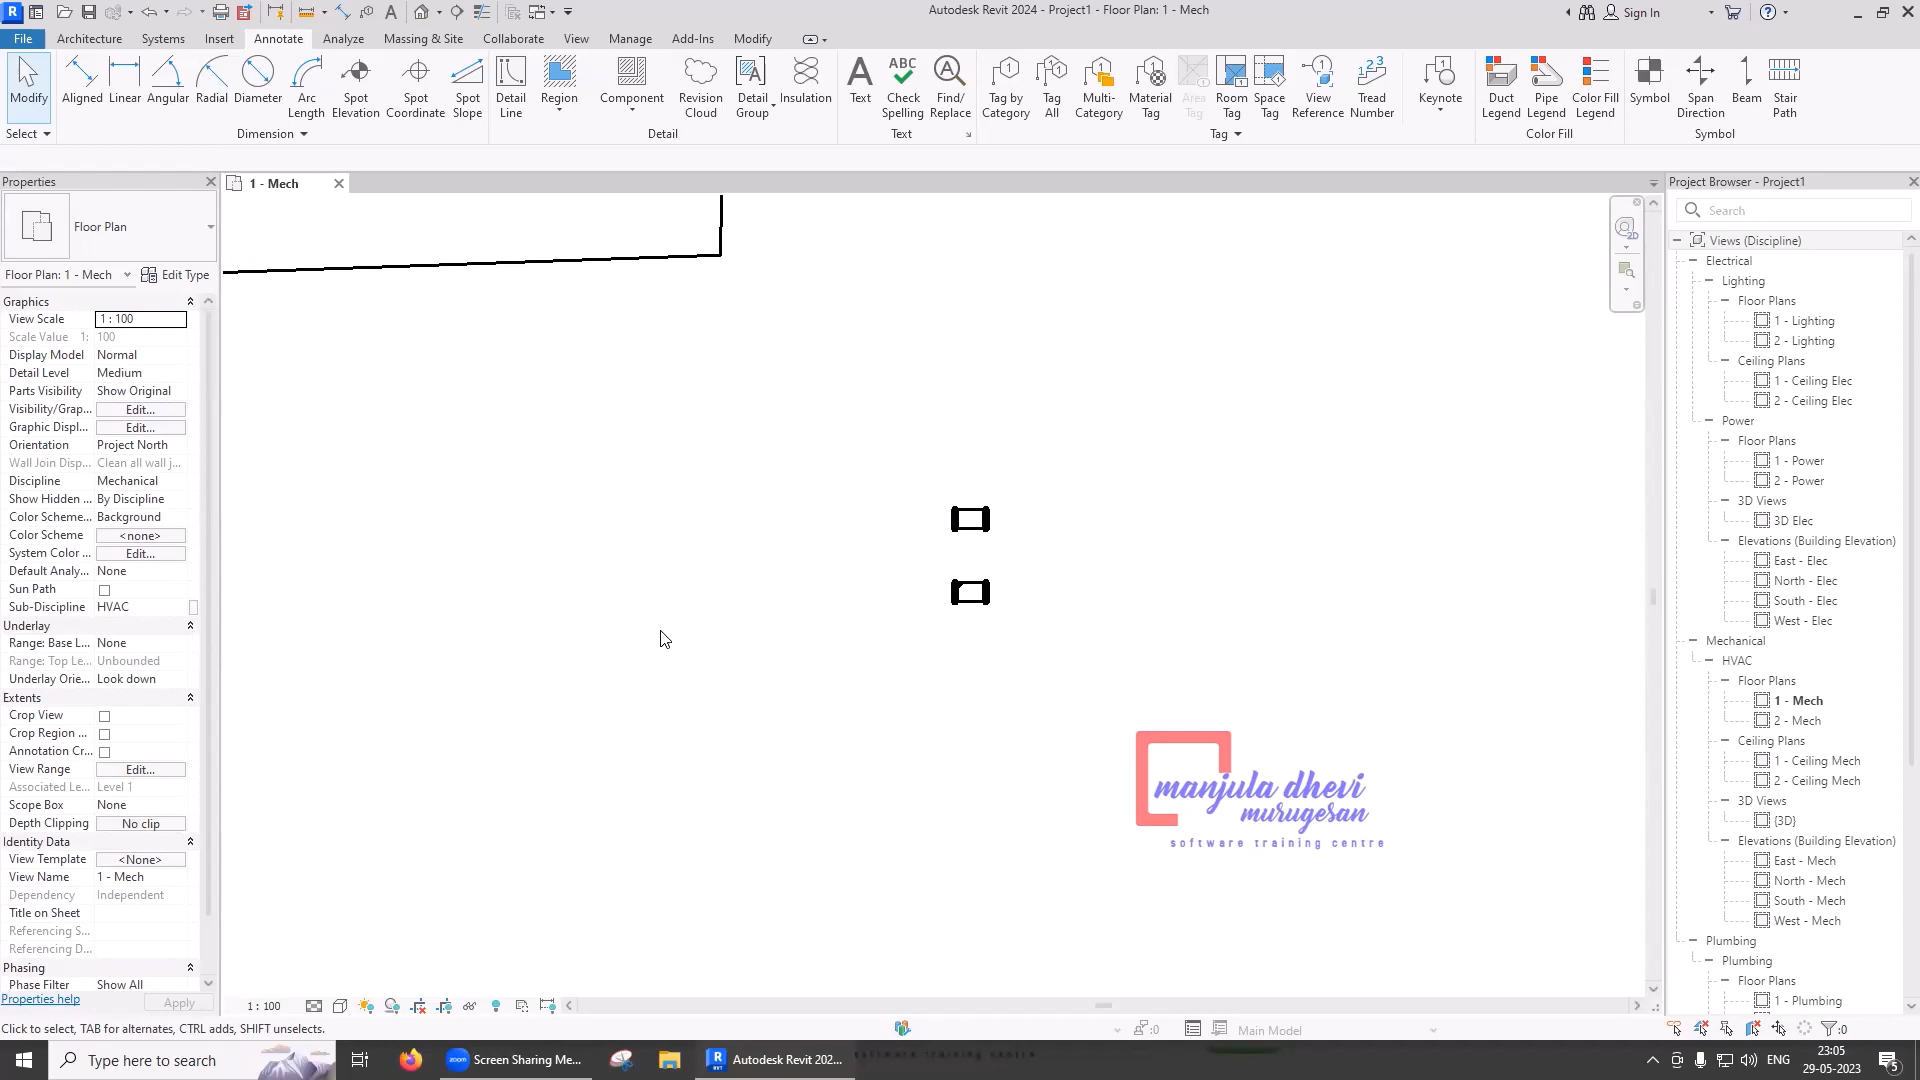 Autodesk Revit 2024 - Project1 - Floor Plan: 1 - Mech
Sign In
File Architecture Systems Insert Annotate Analyze Massing & Site Collaborate View Manage Add-Ins Modify
Modify
Aligned Linear Angular Radial Diameter Arc Length Spot Elevation Spot Coordinate Spot Slope
Detail Line Region Component Revision Cloud Detail Group Insulation
Text Check Spelling Find/ Replace
Tag by Category Tag All Multi- Category Material Tag Area Tag Room Tag Space Tag View Reference Tread Number Keynote
Duct Legend Pipe Legend Color Fill Legend
Symbol Span Direction Beam Stair Path
Select Dimension Detail Text Tag Color Fill Symbol
Properties
1 - Mech
Project Browser - Project1
Floor Plan
Search
Floor Plan: 1 - Mech Edit Type
Graphics
View Scale 1 : 100
Scale Value 1: 100
Display Model Normal
Detail Level Medium
Parts Visibility Show Original
Visibility/Grap... Edit...
Graphic Displ... Edit...
Orientation Project North
Wall Join Disp... Clean all wall j...
Discipline Mechanical
Show Hidden ... By Discipline
Color Scheme... Background
Color Scheme <none>
System Color ... Edit...
Default Analy... None
Sun Path
Sub-Discipline HVAC
Underlay
Range: Base L... None
Range: Top Le... Unbounded
Underlay Orie... Look down
Extents
Crop View
Crop Region ...
Annotation Cr...
View Range Edit...
Associated Le... Level 1
Scope Box None
Depth Clipping No clip
Identity Data
View Template <None>
View Name 1 - Mech
Dependency Independent
Title on Sheet
Referencing S...
Referencing D...
Phasing
Phase Filter Show All
Properties help Apply
manjula dhevi
murugesan
software training centre
Views (Discipline)
Electrical
Lighting
Floor Plans
1 - Lighting
2 - Lighting
Ceiling Plans
1 - Ceiling Elec
2 - Ceiling Elec
Power
Floor Plans
1 - Power
2 - Power
3D Views
3D Elec
Elevations (Building Elevation)
East - Elec
North - Elec
South - Elec
West - Elec
Mechanical
HVAC
Floor Plans
1 - Mech
2 - Mech
Ceiling Plans
1 - Ceiling Mech
2 - Ceiling Mech
3D Views
{3D}
Elevations (Building Elevation)
East - Mech
North - Mech
South - Mech
West - Mech
Plumbing
Plumbing
Floor Plans
1 - Plumbing
1 : 100
Click to select, TAB for alternates, CTRL adds, SHIFT unselects.
:0
Main Model
:0
Type here to search
zoom
Screen Sharing Me...
Autodesk Revit 202...
ENG
23:05
29-05-2023
5